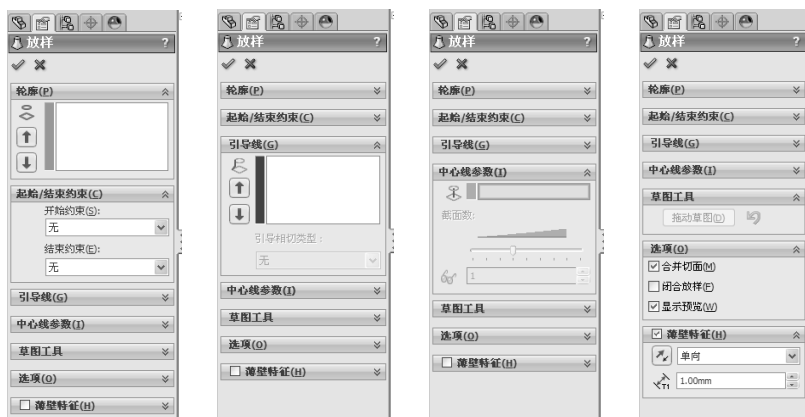 放样
?
轮廓(P)
起始/结束约束(C)
开始约束(S):
无
结束约束(E):
无
引导线(G)
中心线参数(I)
草图工具
选项(O)
薄壁特征(H)
放样
?
轮廓(P)
起始/结束约束(C)
引导线(G)
引导相切类型：
无
中心线参数(I)
草图工具
选项(O)
薄壁特征(H)
放样
?
轮廓(P)
起始/结束约束(C)
引导线(G)
中心线参数(I)
截面数:
1
草图工具
选项(O)
薄壁特征(H)
放样
?
轮廓(P)
起始/结束约束(C)
引导线(G)
中心线参数(I)
草图工具
拖动草图(D)
选项(O)
合并切面(M)
闭合放样(F)
显示预览(W)
薄壁特征(H)
单向
T1
1.00mm